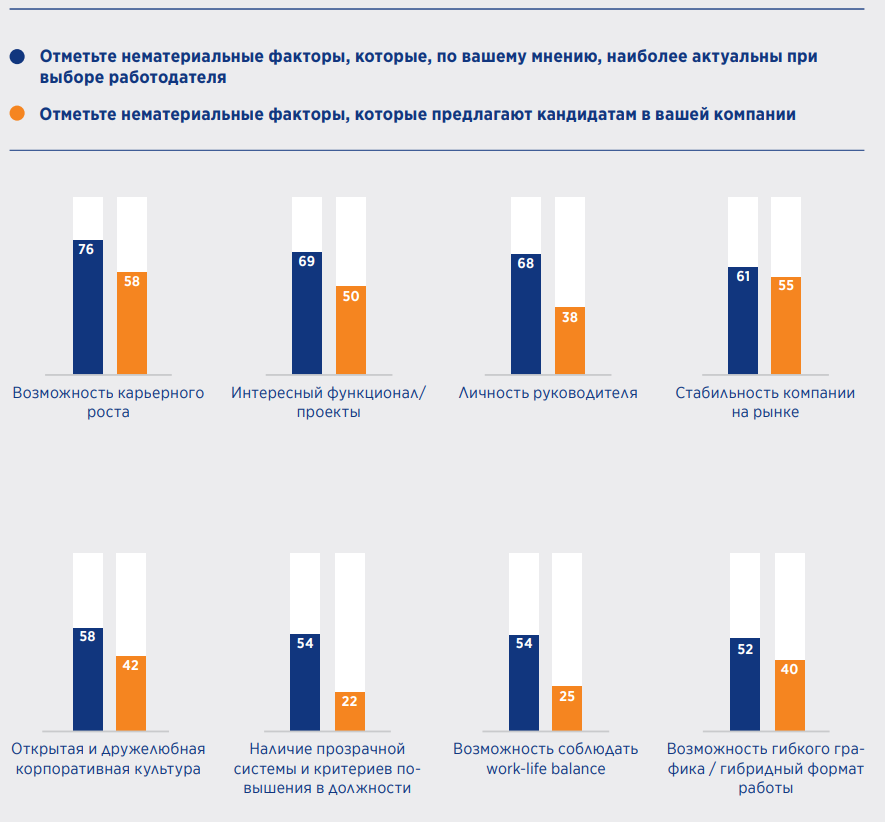 Отметьте нематериальные факторы, которые, по вашему мнению, наиболее актуальны при
выборе работодателя
Отметьте нематериальные факторы, которые предлагают кандидатам в вашей компании
76
58
69
50
68
38
61
55
Возможность карьерного
роста
Интересный функционал/
проекты
Личность руководителя
Стабильность компании
на рынке
58
42
54
22
54
25
52
40
Открытая и дружелюбная
корпоративная культура
Наличие прозрачной
системы и критериев по-
вышения в должности
Возможность соблюдать
work-life balance
Возможность гибкого гра-
фика / гибридный формат
работы